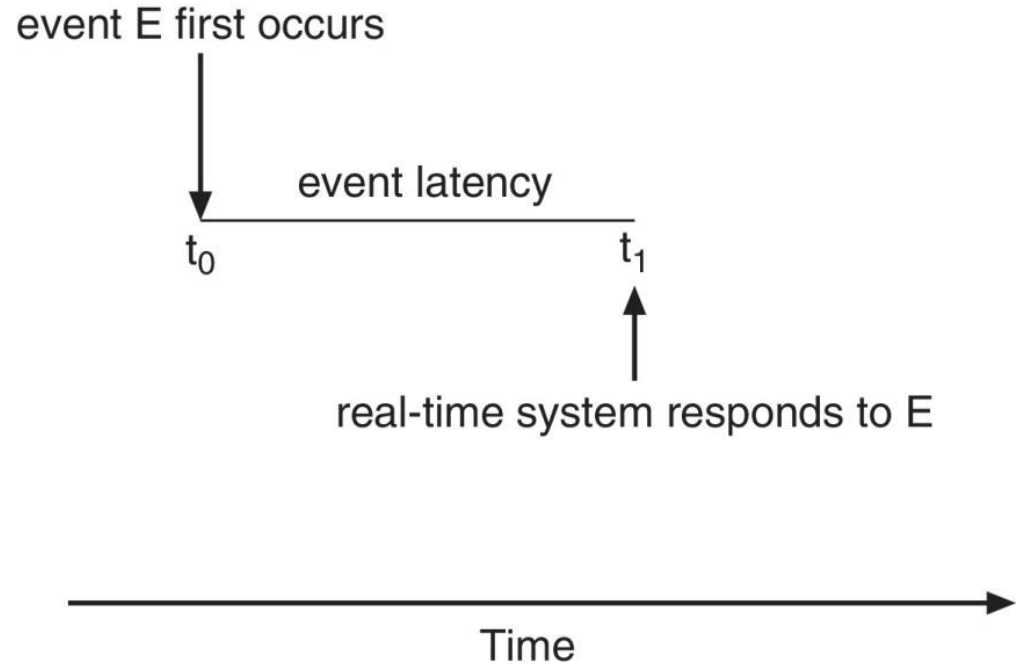 event E first occurs
event latency
t₀
t₁
real-time system responds to E
Time